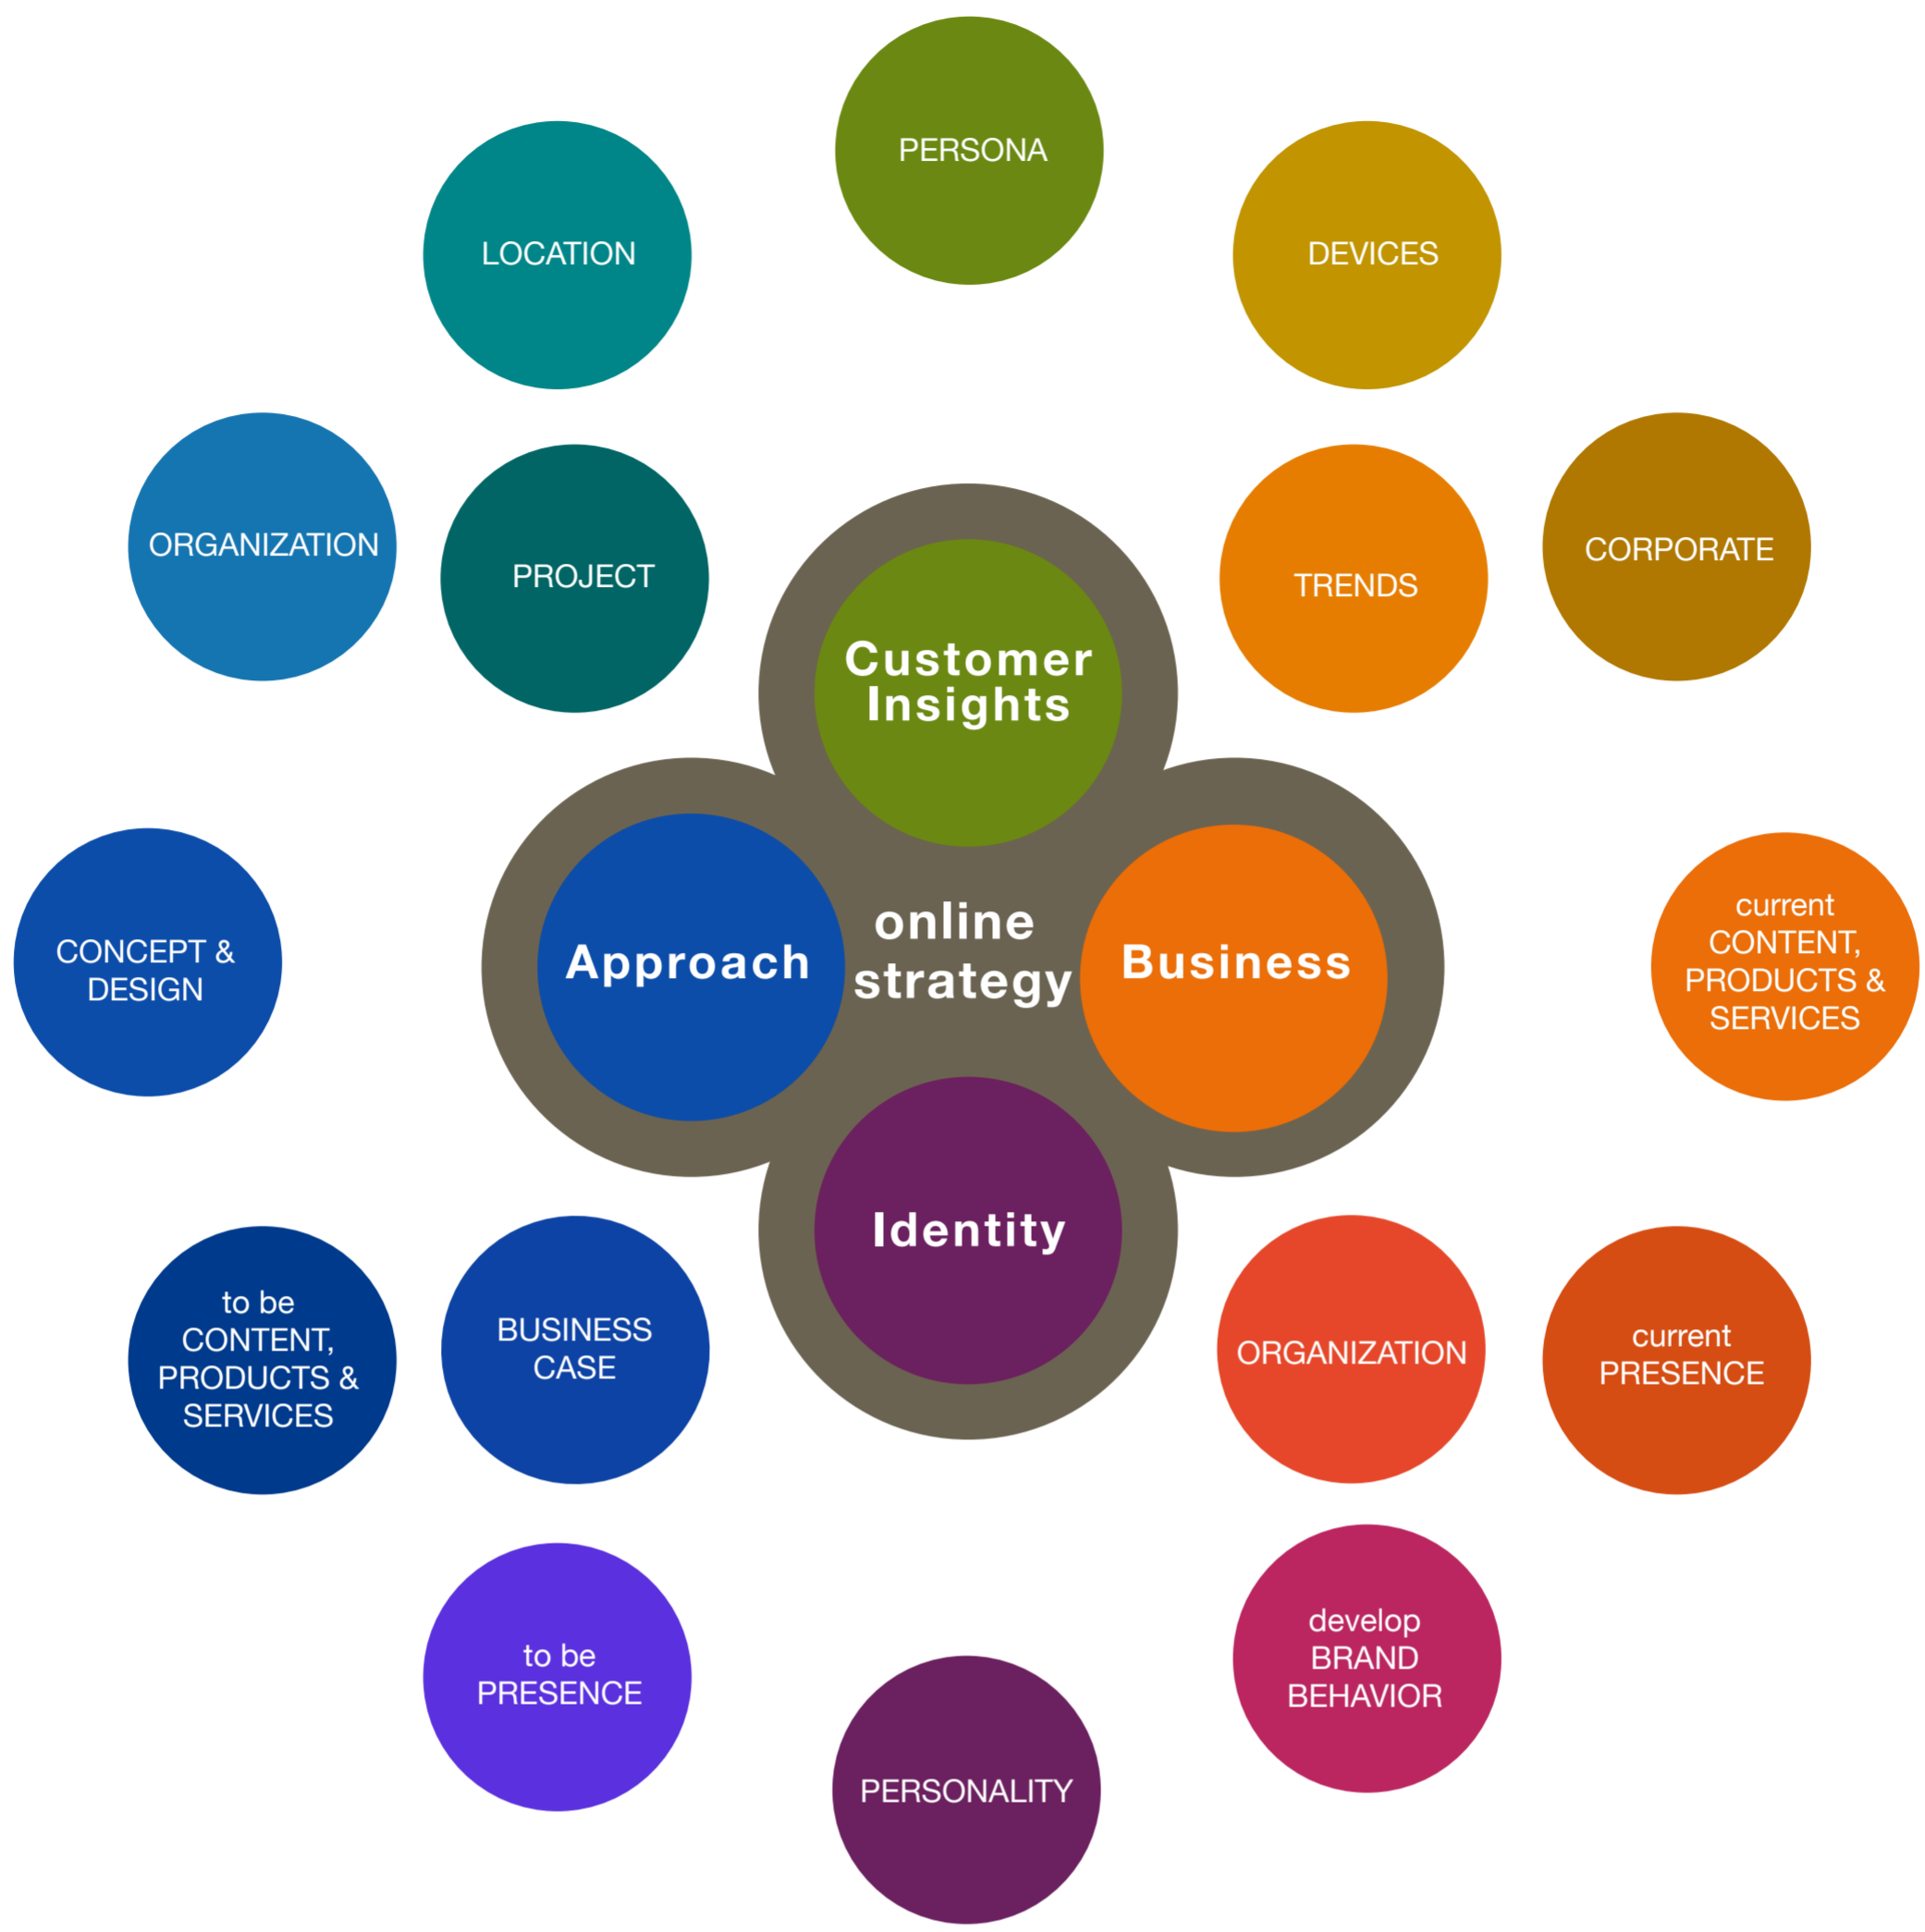 PERSONA
LOCATION
DEVICES
ORGANIZATION
PROJECT
TRENDS
CORPORATE
Customer
Insights
Approach
online
strategy
Business
CONCEPT &
DESIGN
current
CONTENT,
PRODUCTS &
SERVICES
Identity
to be
CONTENT,
PRODUCTS &
SERVICES
BUSINESS
CASE
ORGANIZATION
current
PRESENCE
to be
PRESENCE
develop
BRAND
BEHAVIOR
PERSONALITY